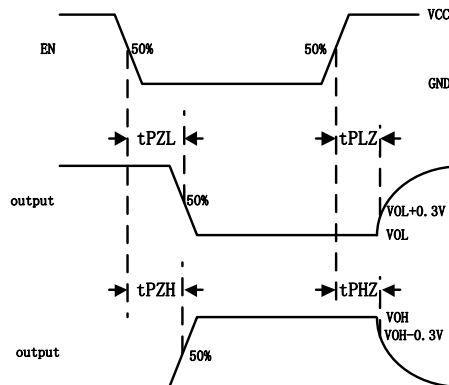 VCC
EN
50%
50%
GND
tPZL
tPLZ
output
50%
VOL+0.3V
VOL
tPZH
tPHZ
VOH
VOH-0.3V
output
50%